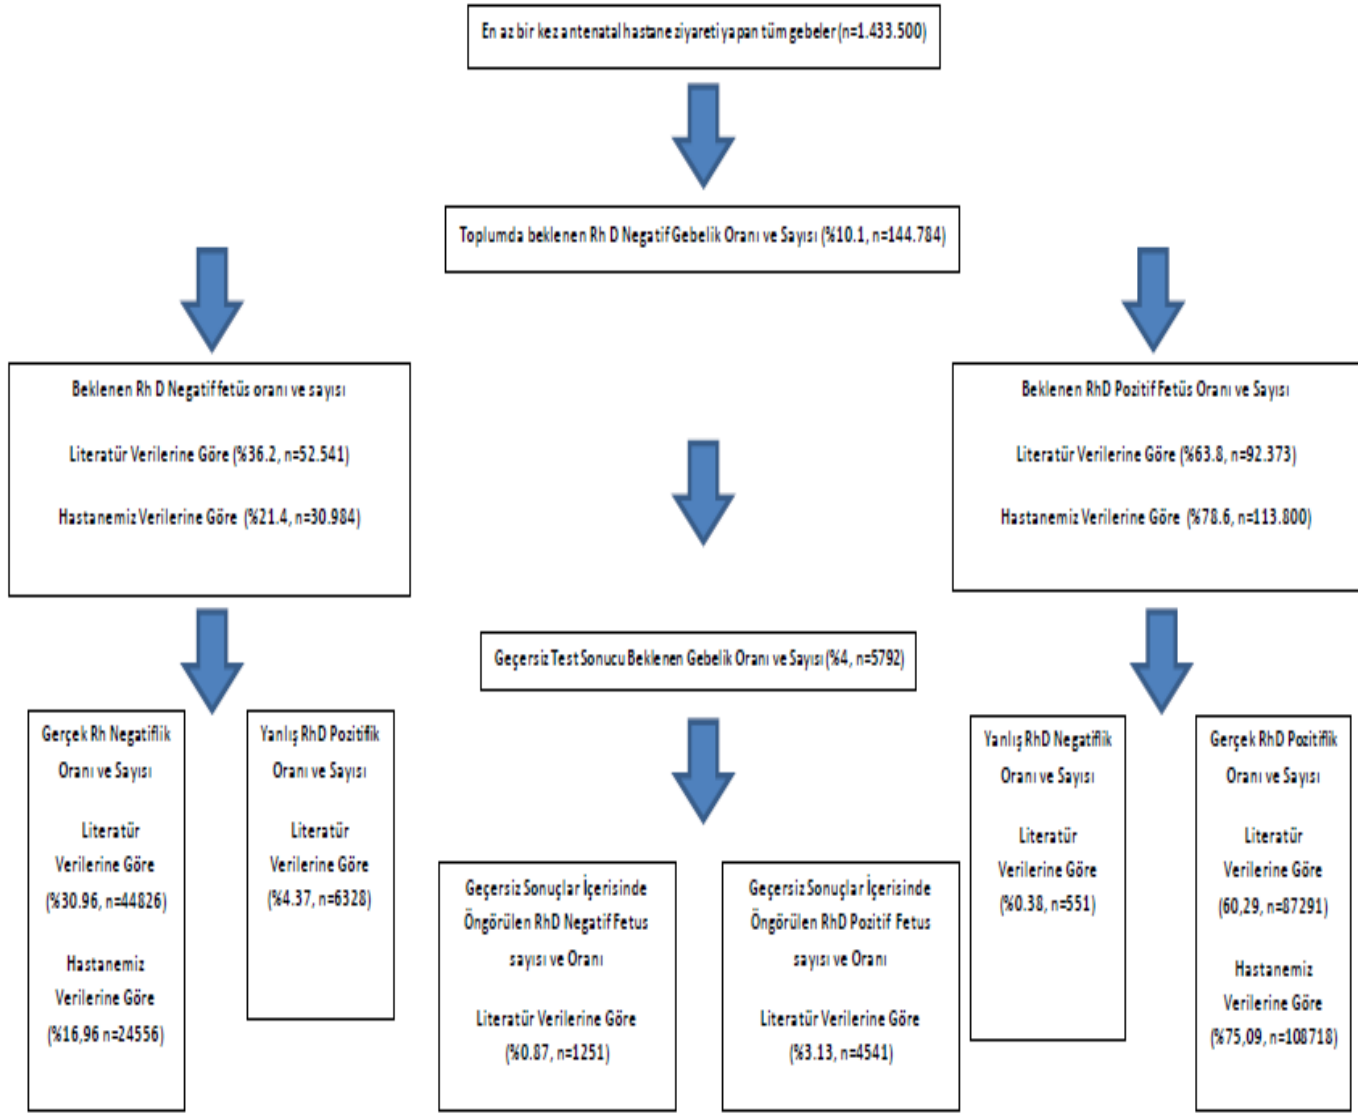 En az bir kez antenatal hastane ziyareti yapan tüm gebeler (n=1.433.500)
Toplumda beklenen Rh D Negatif Gebelik Oranı ve Sayısı (%10.1, n=144.784)
Beklenen Rh D Negatif fetüs oranı ve sayısı
Literatür Verilerine Göre (%36.2, n=52.541)
Hastanemiz Verilerine Göre (%21.4, n=30.984)
Beklenen RhD Pozitif Fetüs Oranı ve Sayısı
Literatür Verilerine Göre (%63.8, n=92.373)
Hastanemiz Verilerine Göre (%78.6, n=113.800)
Geçersiz Test Sonucu Beklenen Gebelik Oranı ve Sayısı (%4, n=5792)
Gerçek Rh Negatiflik
Oranı ve Sayısı
Literatür
Verilerine Göre
(%30.96, n=44826)
Hastanemiz
Verilerine Göre
(%16,96 n=24556)
Yanlış RhD Pozitifik
Oranı ve Sayısı
Literatür
Verilerine Göre
(%4.37, n=6328)
Geçersiz Sonuçlar İçerisinde
Öngörülen RhD Negatif Fetus
sayısı ve Oranı
Literatür Verilerine Göre
(%0.87, n=1251)
Geçersiz Sonuçlar İçerisinde
Öngörülen RhD Pozitif Fetus
sayısı ve Oranı
Literatür Verilerine Göre
(%3.13, n=4541)
Yanlış RhD Negatiflik
Oranı ve Sayısı
Literatür
Verilerine Göre
(%0.38, n=551)
Gerçek RhD Pozitiflik
Oranı ve Sayısı
Literatür
Verilerine Göre
(60,29, n=87291)
Hastanemiz
Verilerine Göre
(%75,09, n=108718)